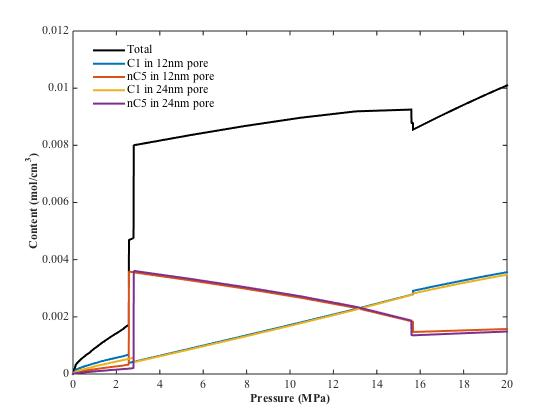 0.012
0.01
0.008
0.006
0.004
0.002
0
Content (mol/cm3)
Total
C1 in 12nm pore
nC5 in 12nm pore
C1 in 24nm pore
nC5 in 24nm pore
0 2 4 6 8 10 12 14 16 18 20
Pressure (MPa)